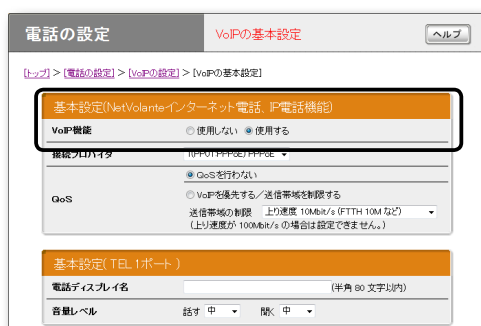 電話の設定 VoIPの基本設定 ヘルプ
[トップ] > [電話の設定] > [VoIPの設定] > [VoIPの基本設定]
基本設定(NetVolanteインターネット電話、IP電話機能)
VoIP機能 使用しない 使用する
接続プロバイダ 1(PP01 PPPoE) PPPoE
QoSを行わない
QoS VoIPを優先する／送信帯域を制限する
送信帯域の制限 上り速度 10Mbit/s (FTTH 10M など)
(上り速度が 100Mbit/s の場合は設定できません。)
基本設定( TEL 1ポート )
電話ディスプレイ名 (半角 80 文字以内)
音量レベル 話す 中 聞く 中